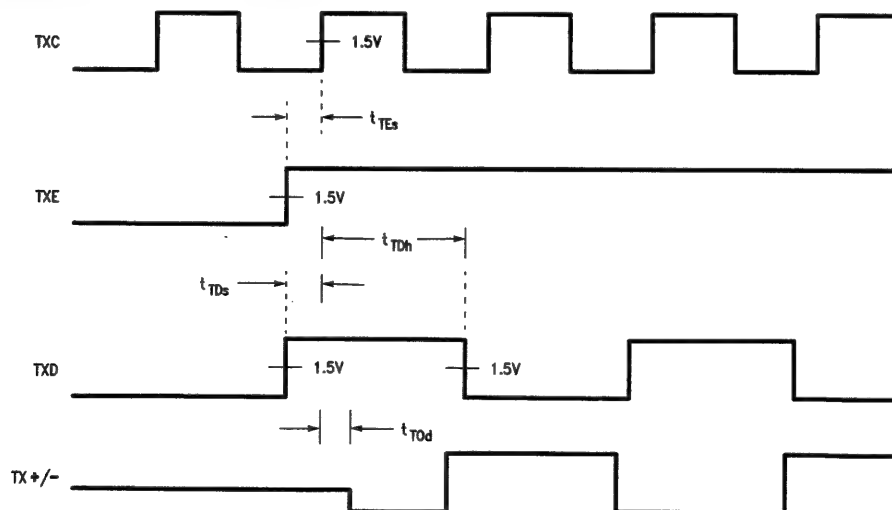 TXC
1.5V
tTEs
TXE
1.5V
tTDh
tTDs
TXD
1.5V
1.5V
tTOd
TX+/-